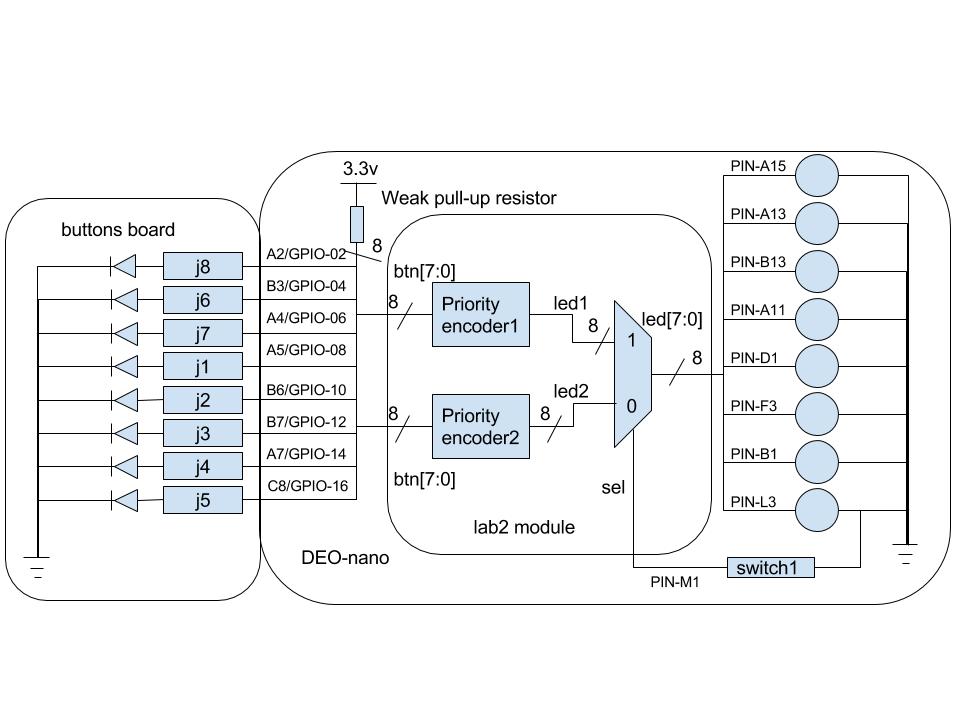 3.3v
Weak pull-up resistor
buttons board
8
A2/GPIO-02
j8
B3/GPIO-04
j6
A4/GPIO-06
j7
A5/GPIO-08
j1
B6/GPIO-10
j2
B7/GPIO-12
j3
A7/GPIO-14
j4
C8/GPIO-16
j5
DEO-nano
btn[7:0]
8
Priority
encoder1
led1
8
1
led[7:0]
8
8
Priority
encoder2
8
led2
0
btn[7:0]
sel
lab2 module
PIN-A15
PIN-A13
PIN-B13
PIN-A11
PIN-D1
PIN-F3
PIN-B1
PIN-L3
switch1
PIN-M1